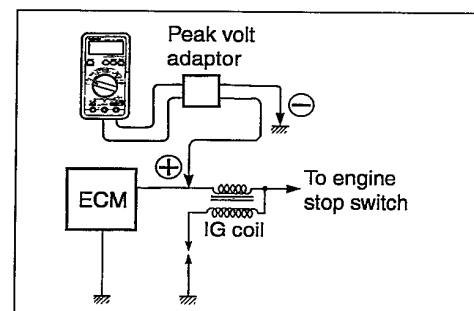 Peak volt
adaptor
⊖
⊕
ECM
To engine
stop switch
IG coil